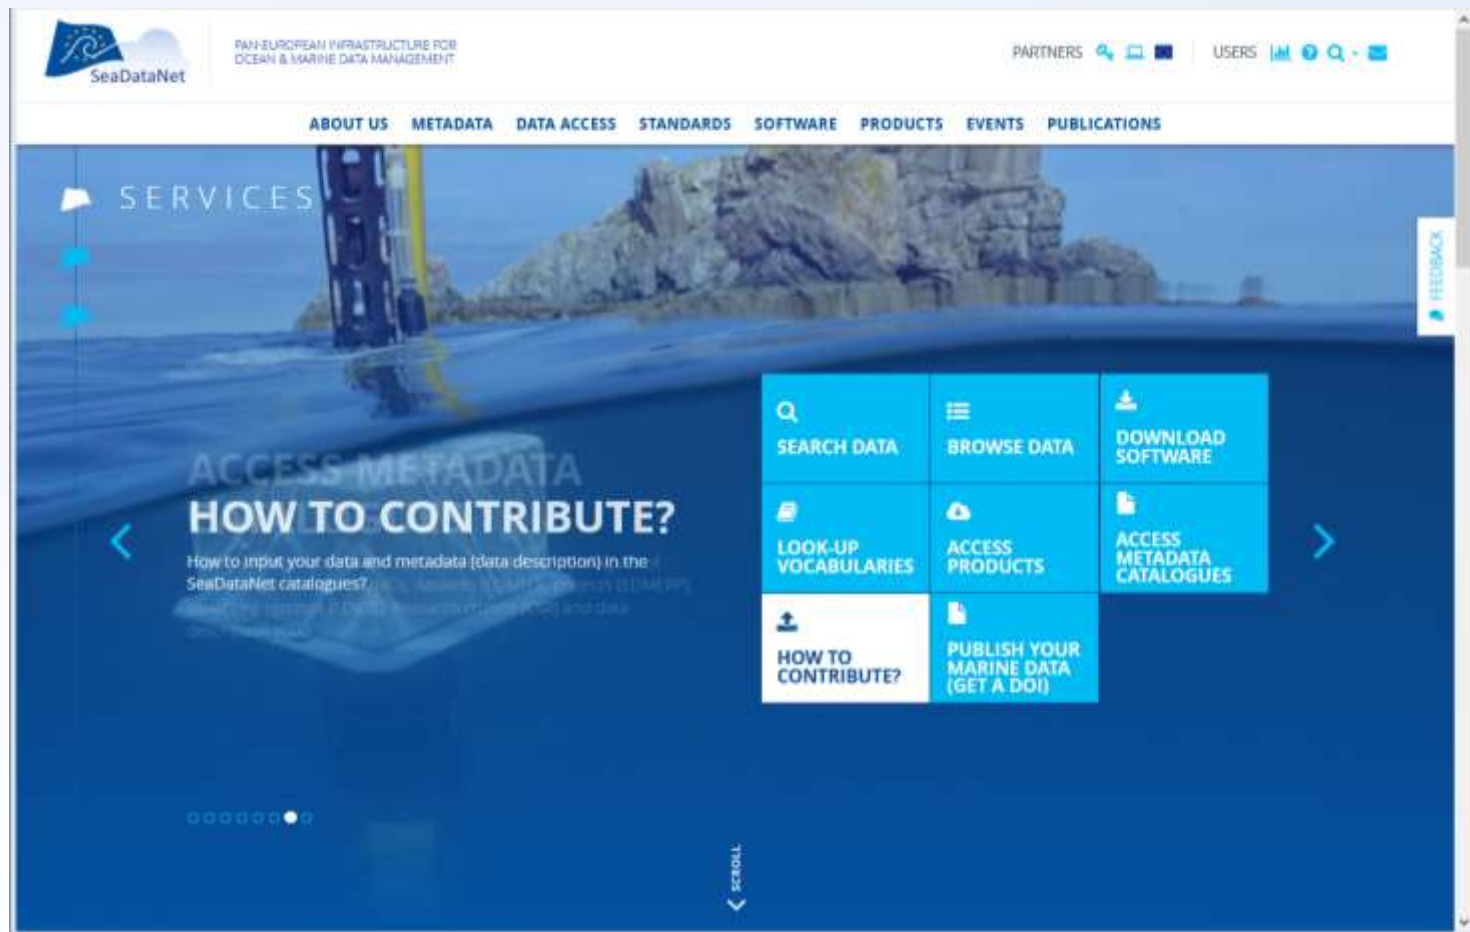 SeaDataNet
PAN-EUROPEAN INFRASTRUCTURE FOR
OCEAN & MARINE DATA MANAGEMENT
PARTNERS
USERS
ABOUT US METADATA DATA ACCESS STANDARDS SOFTWARE PRODUCTS EVENTS PUBLICATIONS
SERVICES
FEEDBACK
ACCESS METADATA
HOW TO CONTRIBUTE?
How to input your data and metadata (data description) in the
SeaDataNet catalogues?
SEARCH DATA
BROWSE DATA
DOWNLOAD
SOFTWARE
LOOK-UP
VOCABULARIES
ACCESS
PRODUCTS
ACCESS
METADATA
CATALOGUES
HOW TO
CONTRIBUTE?
PUBLISH YOUR
MARINE DATA
(GET A DOI)
SCROLL